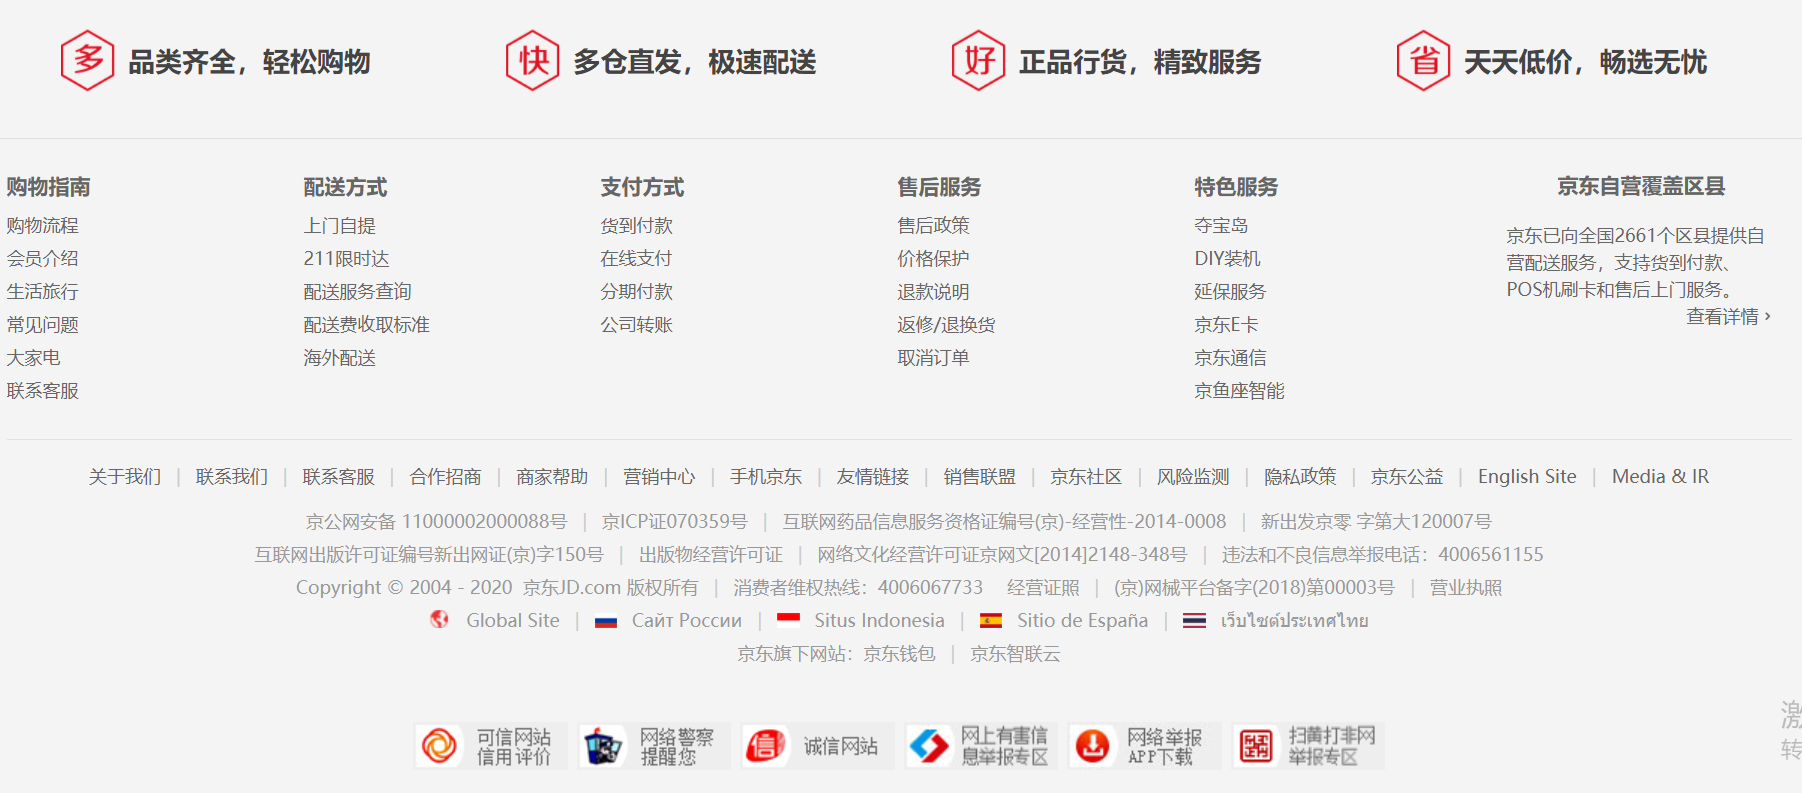 多 品类齐全，轻松购物 快 多仓直发，极速配送 好 正品行货，精致服务 省 天天低价，畅选无忧
购物指南
购物流程
会员介绍
生活旅行
常见问题
大家电
联系客服
配送方式
上门自提
211限时达
配送服务查询
配送费收取标准
海外配送
支付方式
货到付款
在线支付
分期付款
公司转账
售后服务
售后政策
价格保护
退款说明
返修/退换货
取消订单
特色服务
夺宝岛
DIY装机
延保服务
京东E卡
京东通信
京鱼座智能
京东自营覆盖区县
京东已向全国2661个区县提供自
营配送服务，支持货到付款、
POS机刷卡和售后上门服务。
查看详情 ›
关于我们 | 联系我们 | 联系客服 | 合作招商 | 商家帮助 | 营销中心 | 手机京东 | 友情链接 | 销售联盟 | 京东社区 | 风险监测 | 隐私政策 | 京东公益 | English Site | Media & IR
京公网安备 11000002000088号 | 京ICP证070359号 | 互联网药品信息服务资格证编号(京)-经营性-2014-0008 | 新出发京零 字第大120007号
互联网出版许可证编号新出网证(京)字150号 | 出版物经营许可证 | 网络文化经营许可证京网文[2014]2148-348号 | 违法和不良信息举报电话：4006561155
Copyright © 2004 - 2020 京东JD.com 版权所有 | 消费者维权热线：4006067733 经营证照 | (京)网械平台备字(2018)第00003号 | 营业执照
Global Site | Сайт России | Situs Indonesia | Sitio de España | เว็บไซต์ประเทศไทย
京东旗下网站：京东钱包 | 京东智联云
可信网站
信用评价
网络警察
提醒您
信 诚信网站
网上有害信
息举报专区
网络举报
APP下载
扫黄打非网
举报专区
激
转